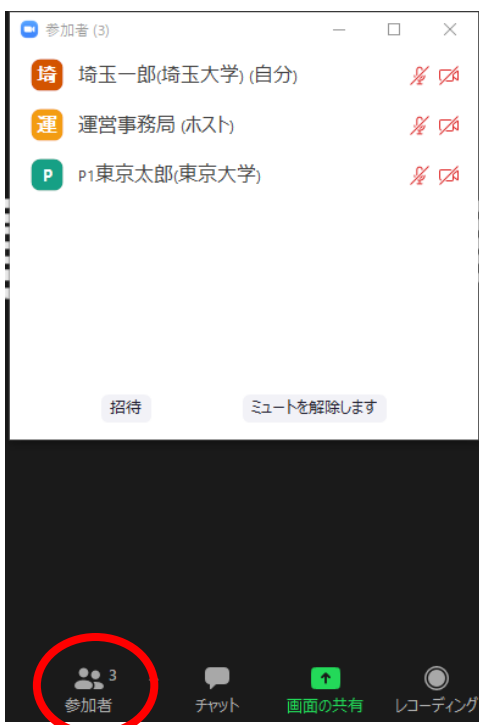 参加者 (3)
埼 埼玉一郎(埼玉大学) (自分)
運 運営事務局 (ホスト)
P P1東京太郎(東京大学)
招待 ミュートを解除します
3
参加者 チャット 画面の共有 レコーディング